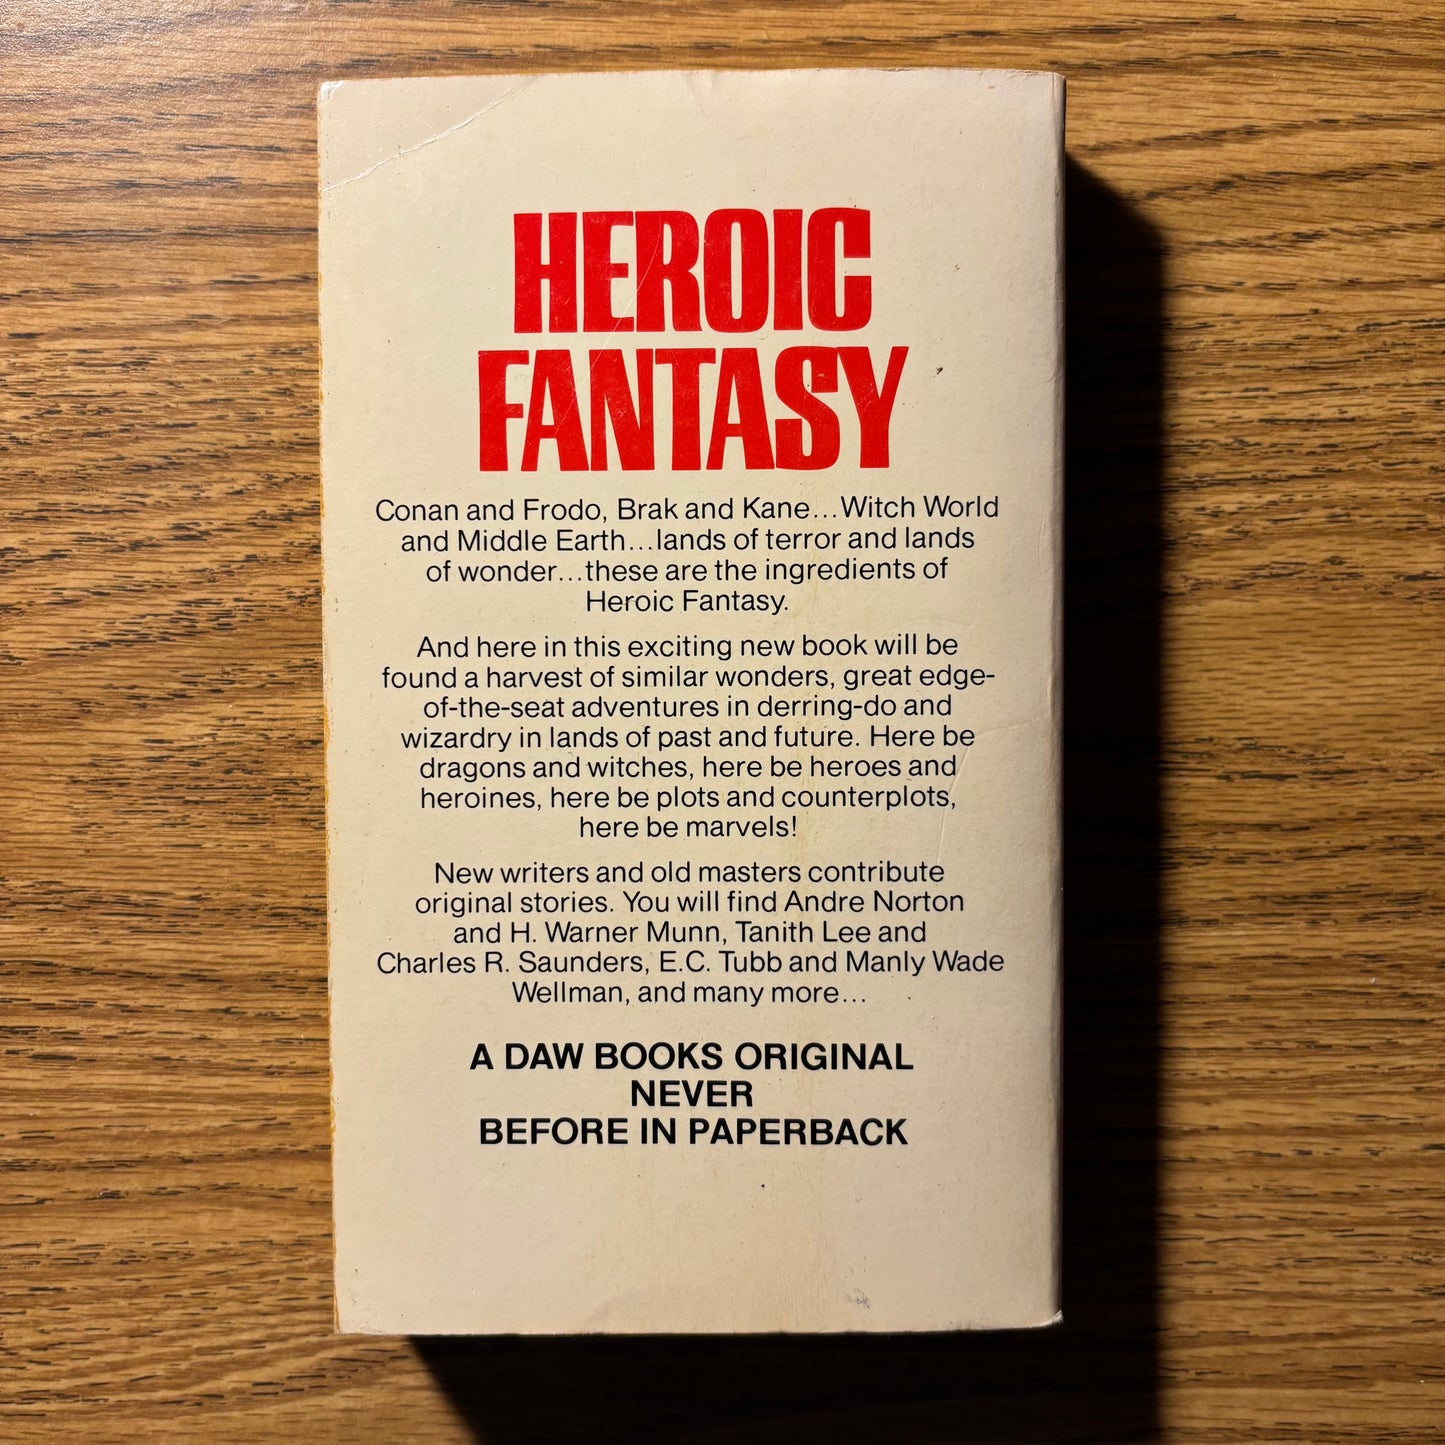 HEROIC
FANTASY
Conan and Frodo, Brak and Kane...Witch World
and Middle Earth...lands of terror and lands
of wonder...these are the ingredients of
Heroic Fantasy.
And here in this exciting new book will be
found a harvest of similar wonders, great edge-
of-the-seat adventures in derring-do and
wizardry in lands of past and future. Here be
dragons and witches, here be heroes and
heroines, here be plots and counterplots,
here be marvels!
New writers and old masters contribute
original stories. You will find Andre Norton
and H. Warner Munn, Tanith Lee and
Charles R. Saunders, E.C. Tubb and Manly Wade
Wellman, and many more...
A DAW BOOKS ORIGINAL
NEVER
BEFORE IN PAPERBACK